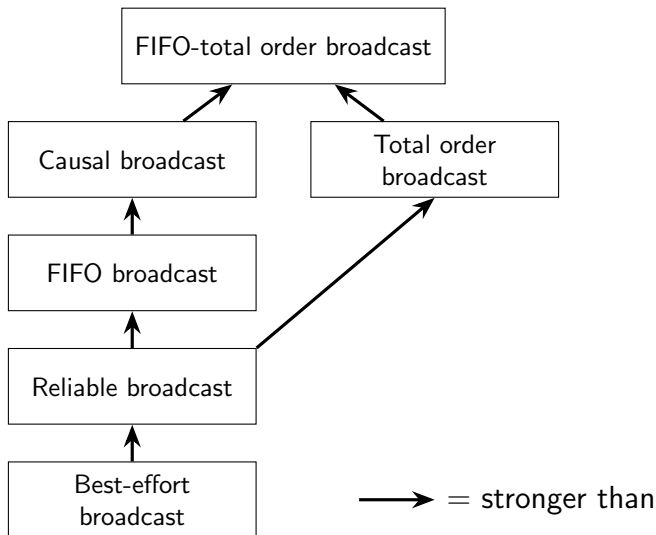 FIFO-total order broadcast
Causal broadcast
Total order
broadcast
FIFO broadcast
Reliable broadcast
Best-effort
broadcast
= stronger than